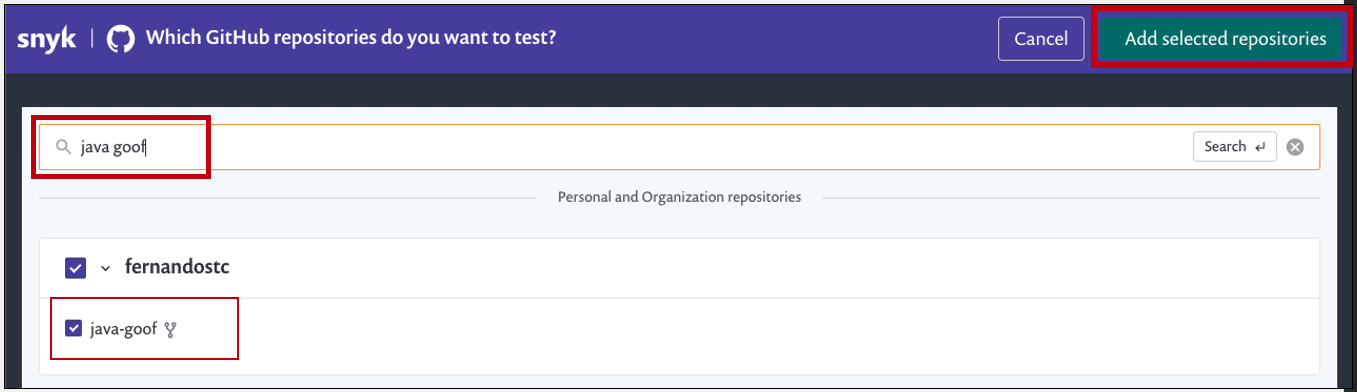 snyk | Which GitHub repositories do you want to test?
Cancel
Add selected repositories
java goof
Search ↵
Personal and Organization repositories
fernandostc
java-goof